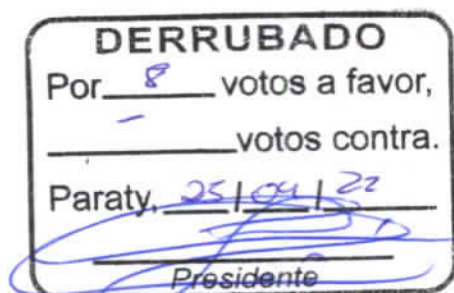 DERRUBADO
Por 8 votos a favor,
- votos contra.
Paraty, 25 / 04 / 22
Presidente